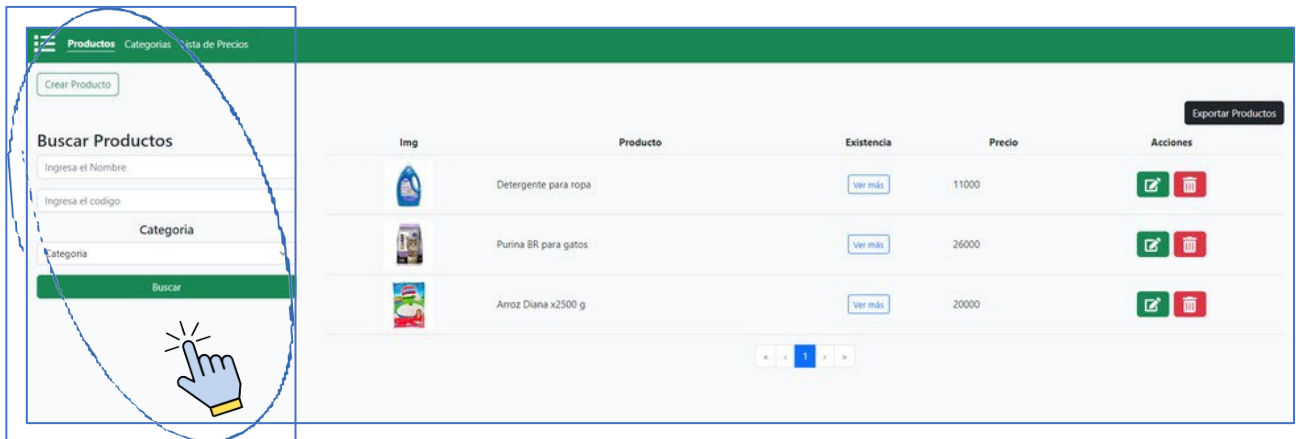 Productos Categorias Lista de Precios
Crear Producto
Exportar Productos
Buscar Productos
Ingresa el Nombre
Ingresa el codigo
Categoria
Categoria
Buscar
Img Producto Existencia Precio Acciones
Detergente para ropa Ver más 11000
Purina BR para gatos Ver más 26000
Arroz Diana x2500 g Ver más 20000
« ‹ 1 › »